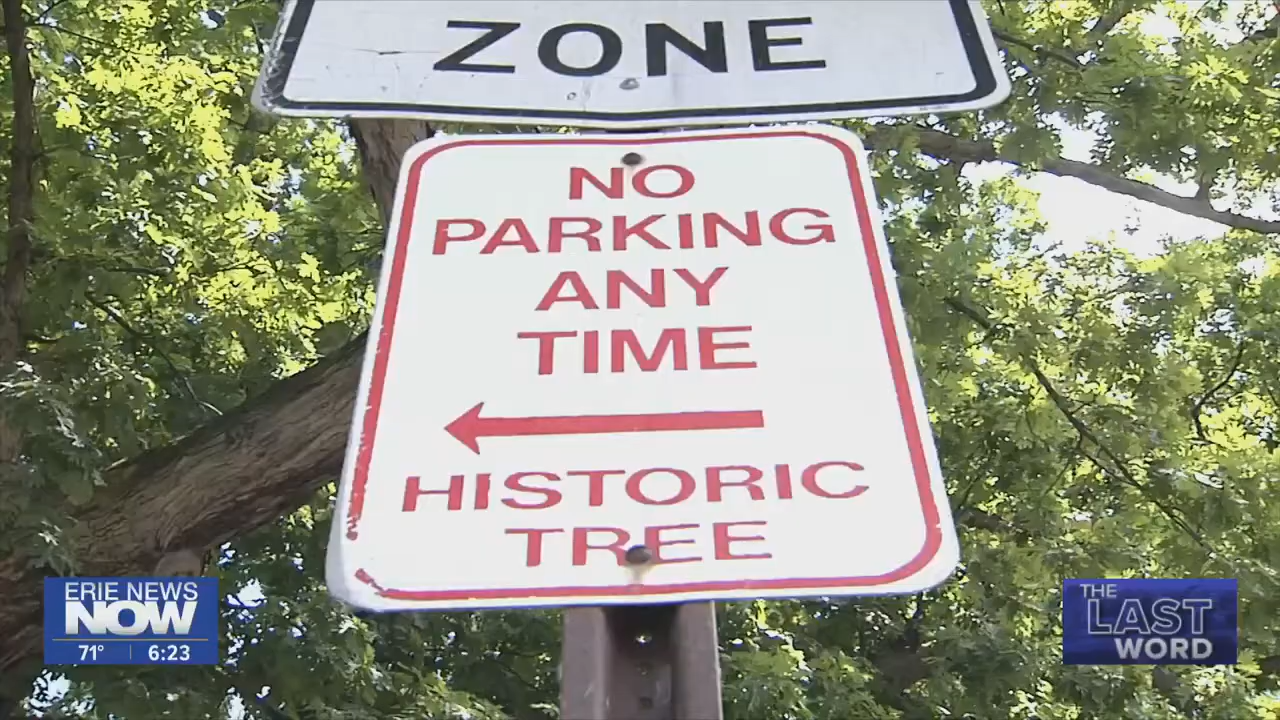 ZONE
NO
PARKING
ANY
TIME
HISTORIC
TREE
ERIE NEWS
NOW
71° 6:23
THE
LAST
WORD